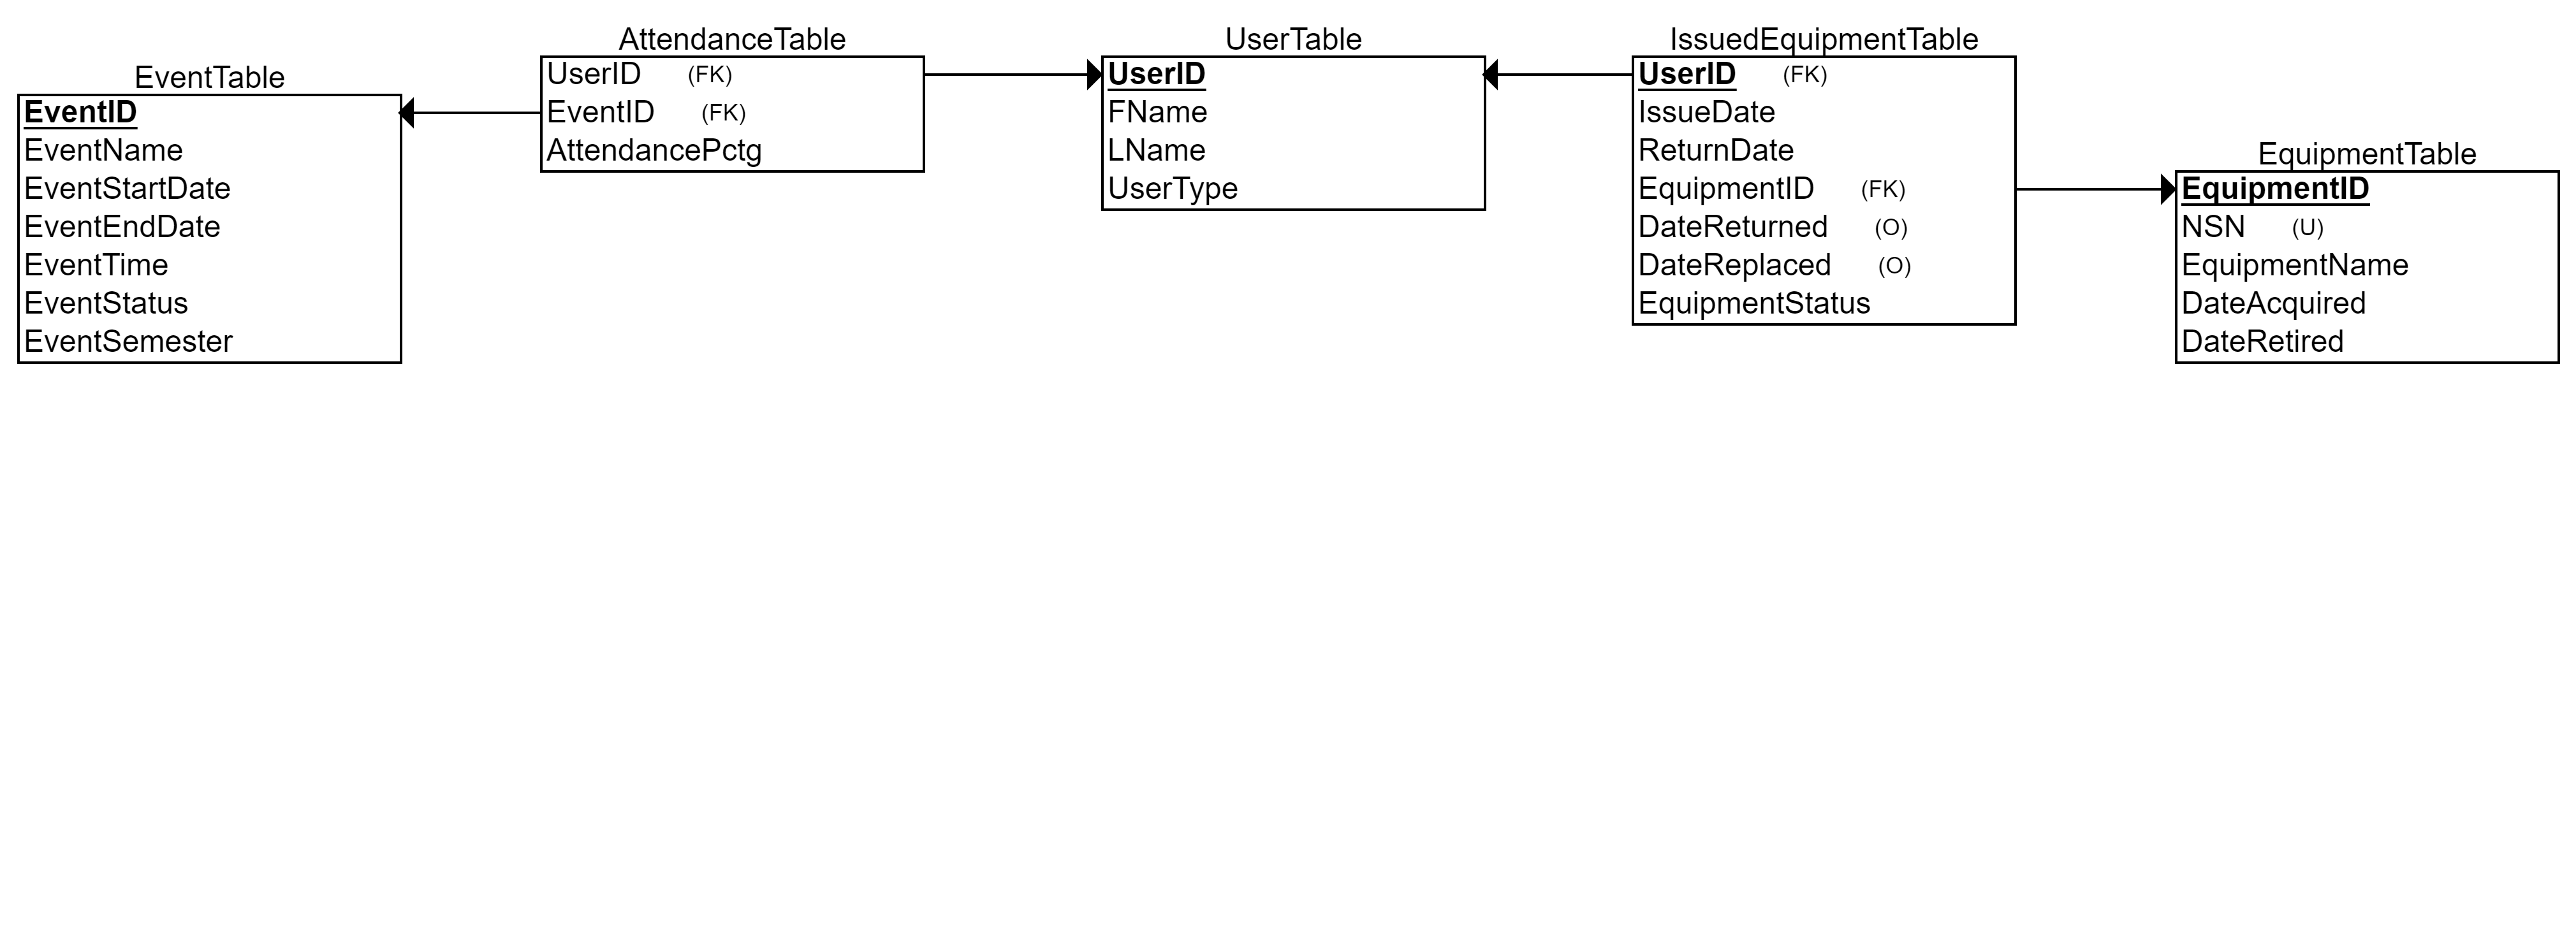 EventTable
EventID
EventName
EventStartDate
EventEndDate
EventTime
EventStatus
EventSemester
AttendanceTable
UserID (FK)
EventID (FK)
AttendancePctg
UserTable
UserID
FName
LName
UserType
IssuedEquipmentTable
UserID (FK)
IssueDate
ReturnDate
EquipmentID (FK)
DateReturned (O)
DateReplaced (O)
EquipmentStatus
EquipmentTable
EquipmentID
NSN (U)
EquipmentName
DateAcquired
DateRetired